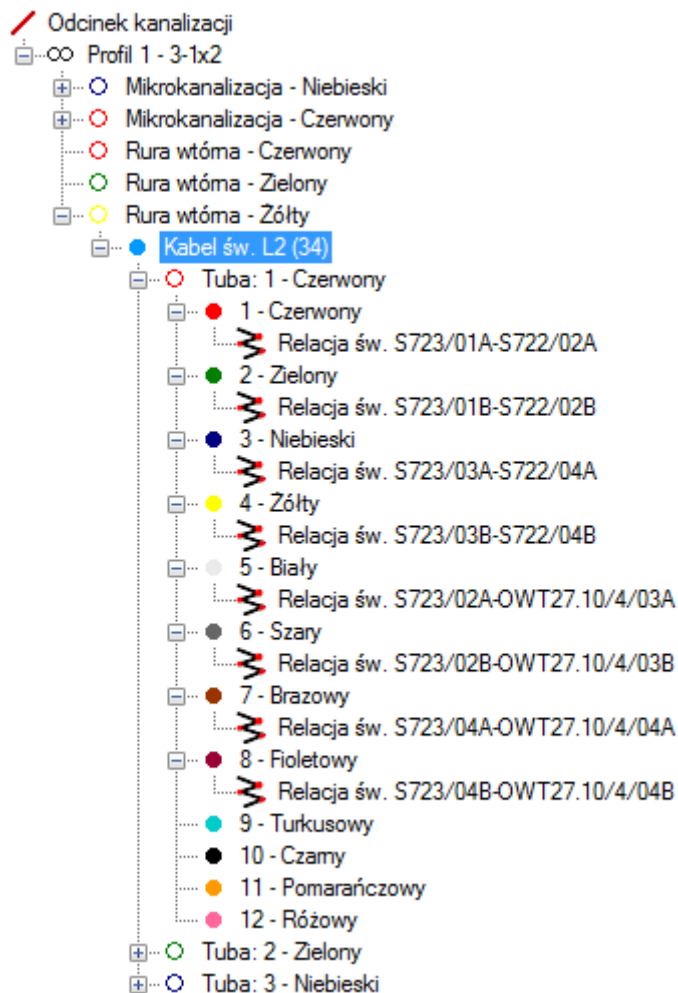 Odcinek kanalizacji
Profil 1 - 3-1x2
Mikrokanalizacja - Niebieski
Mikrokanalizacja - Czerwony
Rura wtórna - Czerwony
Rura wtórna - Zielony
Rura wtórna - Żółty
Kabel św. L2 (34)
Tuba: 1 - Czerwony
1 - Czerwony
Relacja św. S723/01A-S722/02A
2 - Zielony
Relacja św. S723/01B-S722/02B
3 - Niebieski
Relacja św. S723/03A-S722/04A
4 - Żółty
Relacja św. S723/03B-S722/04B
5 - Biały
Relacja św. S723/02A-OWT27.10/4/03A
6 - Szary
Relacja św. S723/02B-OWT27.10/4/03B
7 - Brazowy
Relacja św. S723/04A-OWT27.10/4/04A
8 - Fioletowy
Relacja św. S723/04B-OWT27.10/4/04B
9 - Turkusowy
10 - Czarny
11 - Pomarańczowy
12 - Różowy
Tuba: 2 - Zielony
Tuba: 3 - Niebieski